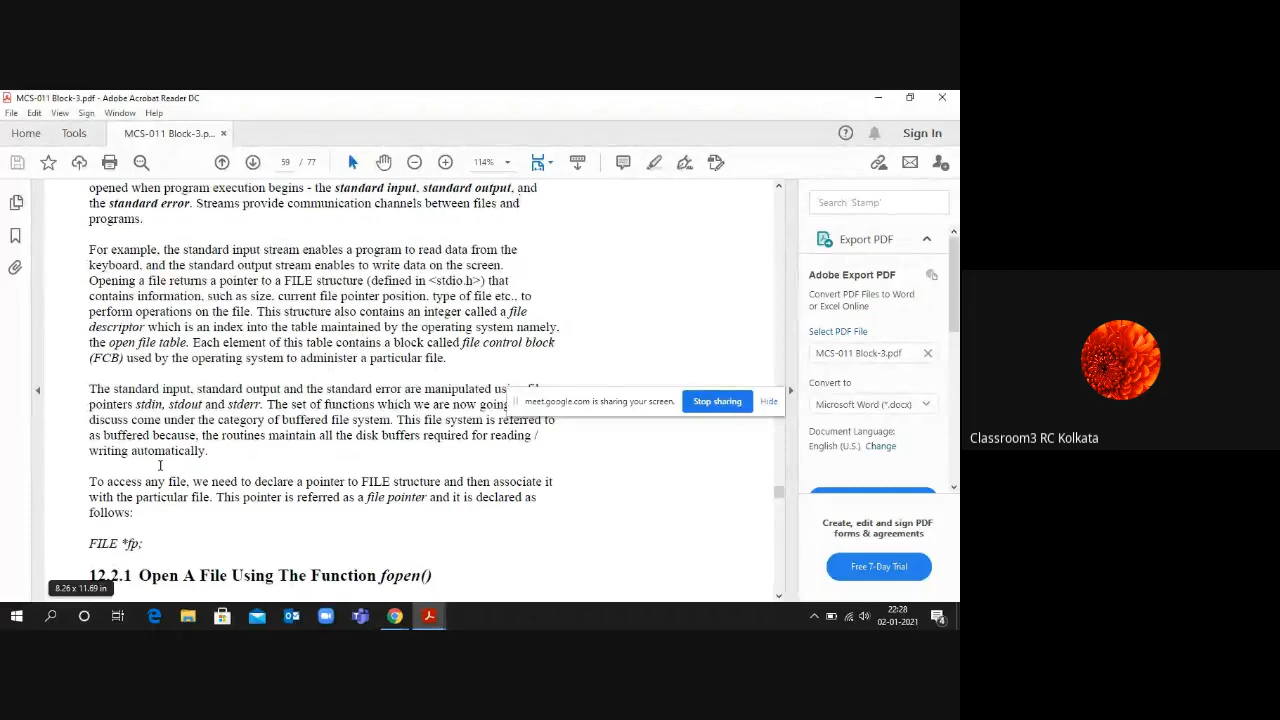 MCS-011 Block-3.pdf - Adobe Acrobat Reader DC
File Edit View Window Help
Home Tools MCS-011 Block-3.p... × Sign In
59 / 77 114%
opened when program execution begins - the standard input, standard output, and
the standard error. Streams provide communication channels between files and
programs.
For example, the standard input stream enables a program to read data from the
keyboard, and the standard output stream enables to write data on the screen.
Opening a file returns a pointer to a FILE structure (defined in <stdio.h>) that
contains information, such as size, current file pointer position, type of file etc., to
perform operations on the file. This structure also contains an integer called a file
descriptor which is an index into the table maintained by the operating system namely,
the open file table. Each element of this table contains a block called file control block
(FCB) used by the operating system to administer a particular file.
The standard input, standard output and the standard error are manipulated
pointers stdin, stdout and stderr. The set of functions which we are now going
discuss come under the category of buffered file system. This file system is referred to
as buffered because, the routines maintain all the disk buffers required for reading /
writing automatically.
To access any file, we need to declare a pointer to FILE structure and then associate it
with the particular file. This pointer is referred as a file pointer and it is declared as
follows:
FILE *fp;
12.2.1 Open A File Using The Function fopen()
8.26 x 11.69 in
meet.google.com is sharing your screen. Stop sharing Hide
Search 'Stamp'
Export PDF
Adobe Export PDF
Convert PDF Files to Word
or Excel Online
Select PDF File
MCS-011 Block-3.pdf
Convert to
Microsoft Word (*.docx)
Document Language:
English (U.S.) Change
Create, edit and sign PDF
forms & agreements
Free 7-Day Trial
22:28
02-01-2021
4
Classroom3 RC Kolkata